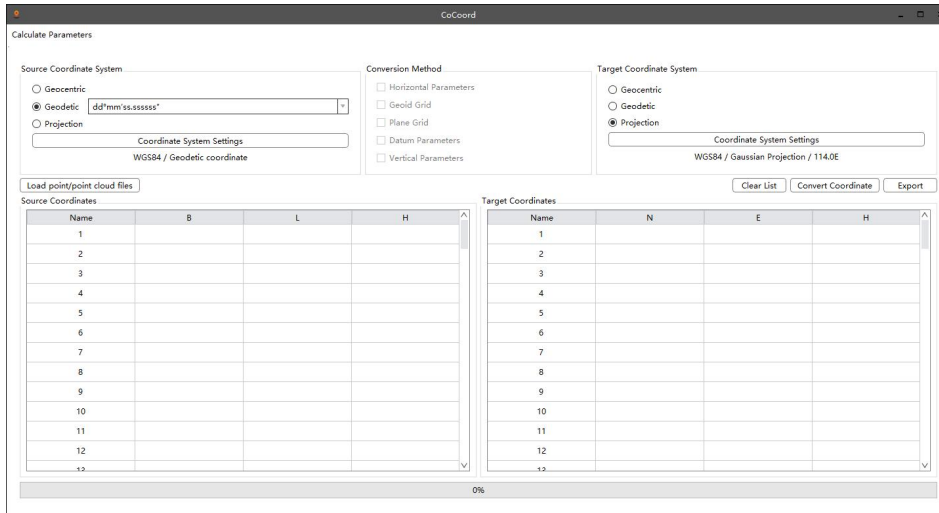 CoCoord
Calculate Parameters
Source Coordinate System
Geocentric
Geodetic dd°mm'ss.ssssss"
Projection
Coordinate System Settings
WGS84 / Geodetic coordinate
Conversion Method
Horizontal Parameters
Geoid Grid
Plane Grid
Datum Parameters
Vertical Parameters
Target Coordinate System
Geocentric
Geodetic
Projection
Coordinate System Settings
WGS84 / Gaussian Projection / 114.0E
Load point/point cloud files
Clear List Convert Coordinate Export
Source Coordinates
Name B L H
1
2
3
4
5
6
7
8
9
10
11
12
13
Target Coordinates
Name N E H
1
2
3
4
5
6
7
8
9
10
11
12
13
0%